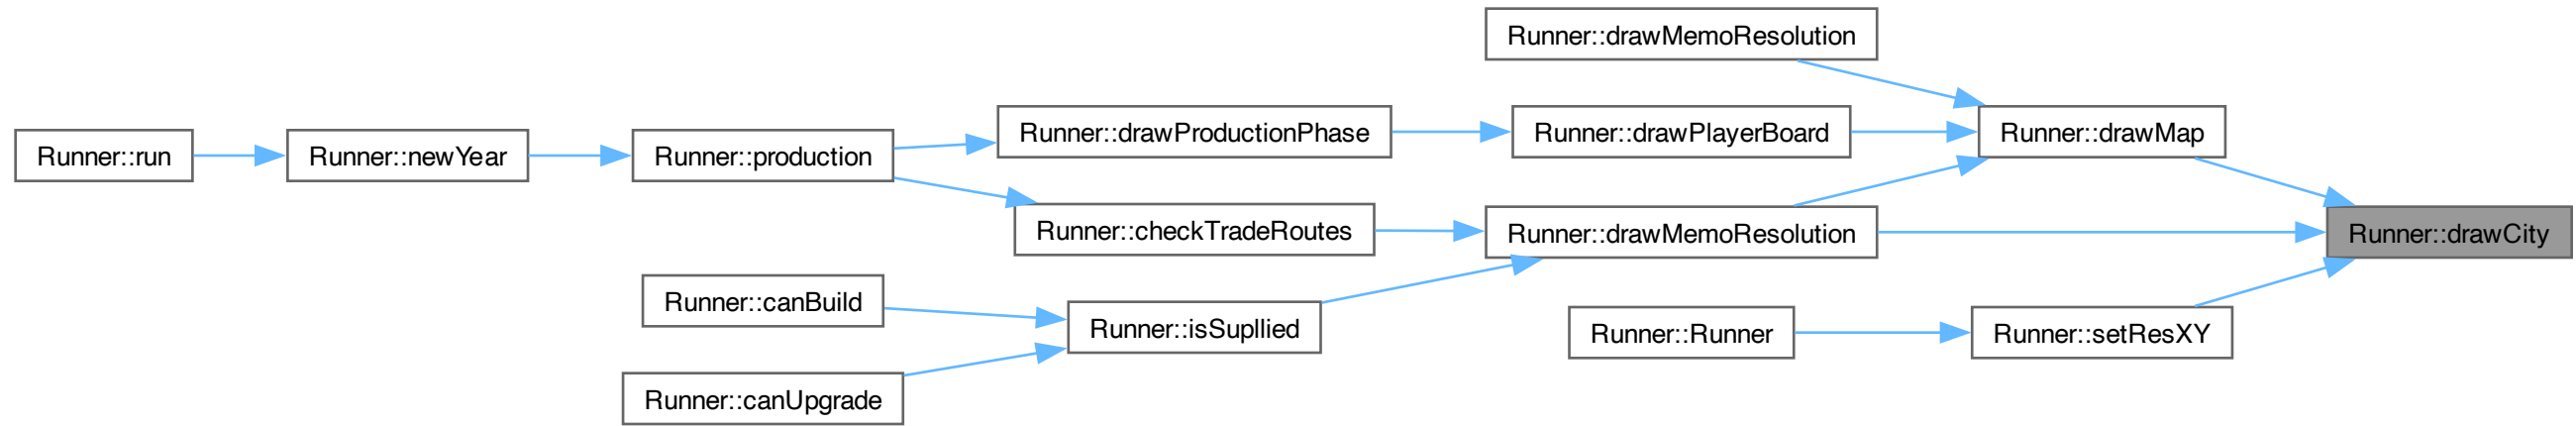 Runner::drawMemoResolution
Runner::run
Runner::newYear
Runner::production
Runner::drawProductionPhase
Runner::drawPlayerBoard
Runner::drawMap
Runner::checkTradeRoutes
Runner::drawMemoResolution
Runner::drawCity
Runner::canBuild
Runner::isSupllied
Runner::Runner
Runner::setResXY
Runner::canUpgrade